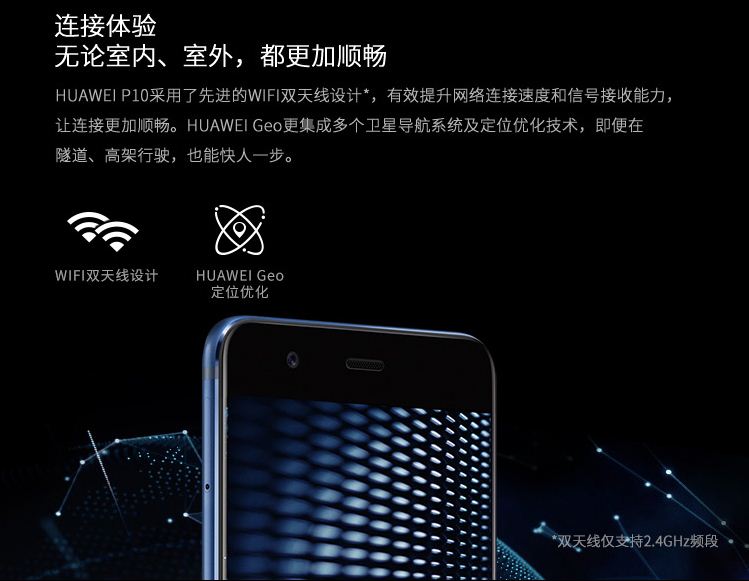 连接体验
无论室内、室外，都更加顺畅
HUAWEI P10采用了先进的WIFI双天线设计*，有效提升网络连接速度和信号接收能力，
让连接更加顺畅。HUAWEI Geo更集成多个卫星导航系统及定位优化技术，即便在
隧道、高架行驶，也能快人一步。
WIFI双天线设计
HUAWEI Geo
定位优化
*双天线仅支持2.4GHz频段